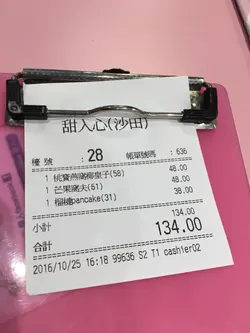 甜入心(沙田)
檯號 : 28 帳單號碼 : 636
1 桃寶燕窩椰皇子(58) 48.00
1 芒果窩夫(61) 48.00
1 榴槤pancake(31) 38.00
134.00
小計 134.00
合計
2016/10/25 16:18 99636 S2 T1 cashier02